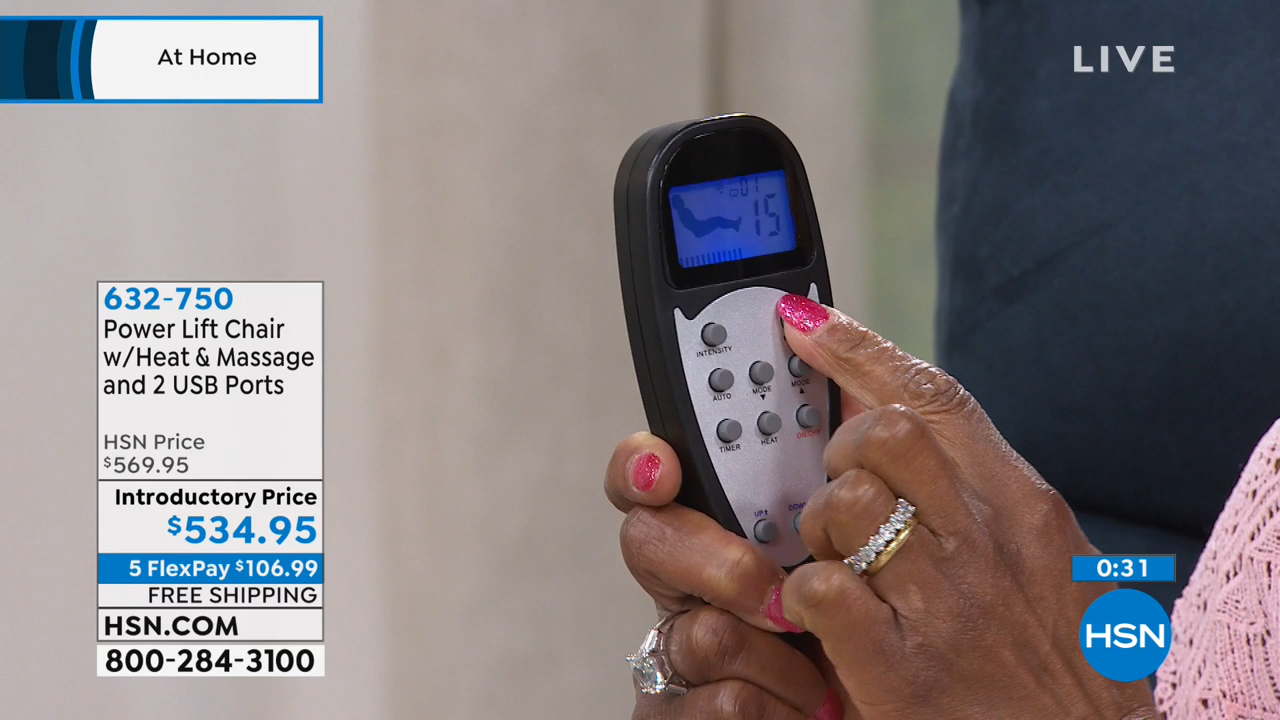 At Home
LIVE
632-750
Power Lift Chair
w/Heat & Massage
and 2 USB Ports
HSN Price
$569.95
Introductory Price
$534.95
5 FlexPay $106.99
FREE SHIPPING
HSN.COM
800-284-3100
01
15
INTENSITY
AUTO
MODE ▼
MODE ▲
TIMER
HEAT
ON/OFF
UP↑
0:31
HSN